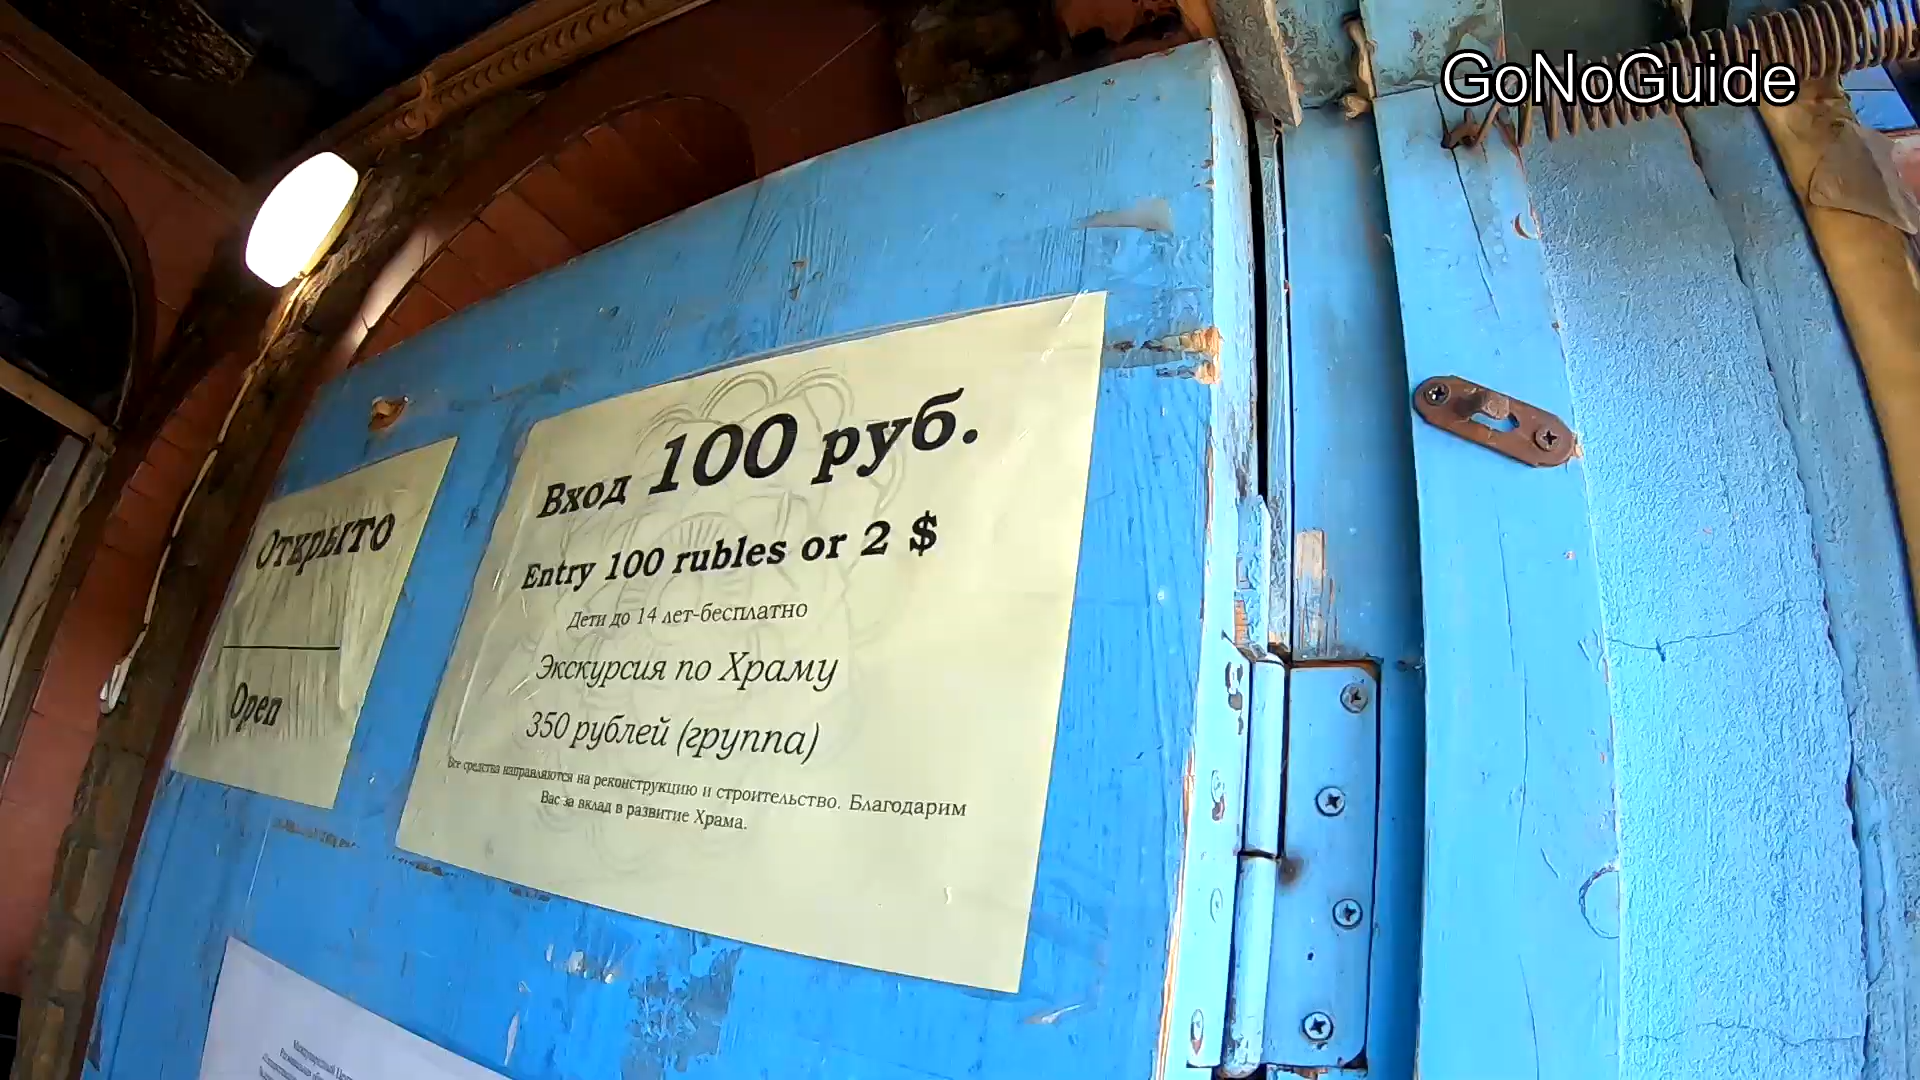 GoNoGuide
Открыто
Open
Вход 100 руб.
Entry 100 rubles or 2 $
Дети до 14 лет-бесплатно
Экскурсия по Храму
350 рублей (группа)
Все средства направляются на реконструкцию и строительство. Благодарим
Вас за вклад в развитие Храма.